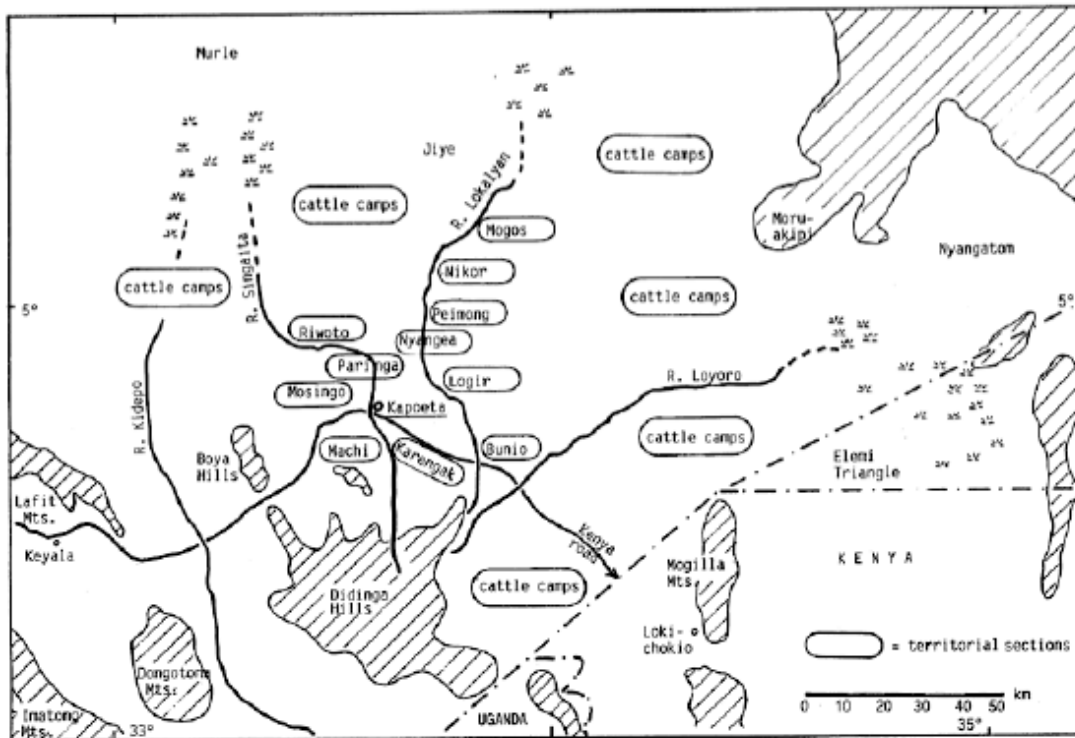 Murle
Jiye
cattle camps
cattle camps
R. Lokalyan
Mogos
Moru-
akipi
Nyangatom
R. Singaita
cattle camps
Nikor
cattle camps
5°
5°
Peimong
Riwoto
Nyangea
Paringa
Logir
R. Loyoro
Mosingo
Kapoeta
R. Kidepo
cattle camps
Boya
Hills
Machi
Karengak
Bunio
Elemi
Triangle
Lafit
Mts.
Keyala
Kenya
road
Mogilla
Mts.
KENYA
cattle camps
Didinga
Hills
Loki-
chokio
= territorial sections
Dongotono
Mts.
Imatong
Mts.
33°
UGANDA
0 10 20 30 40 50 km
35°